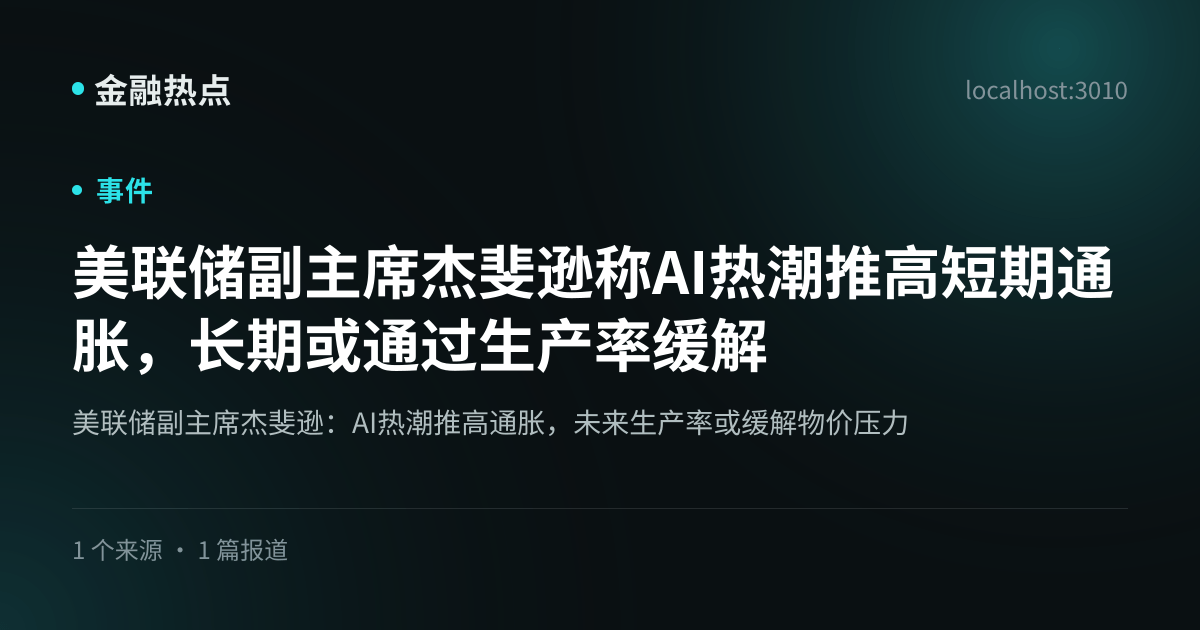 金融热点
localhost:3010
事件
美联储副主席杰斐逊称AI热潮推高短期通
胀，长期或通过生产率缓解
美联储副主席杰斐逊：AI热潮推高通胀，未来生产率或缓解物价压力
1 个来源 · 1 篇报道